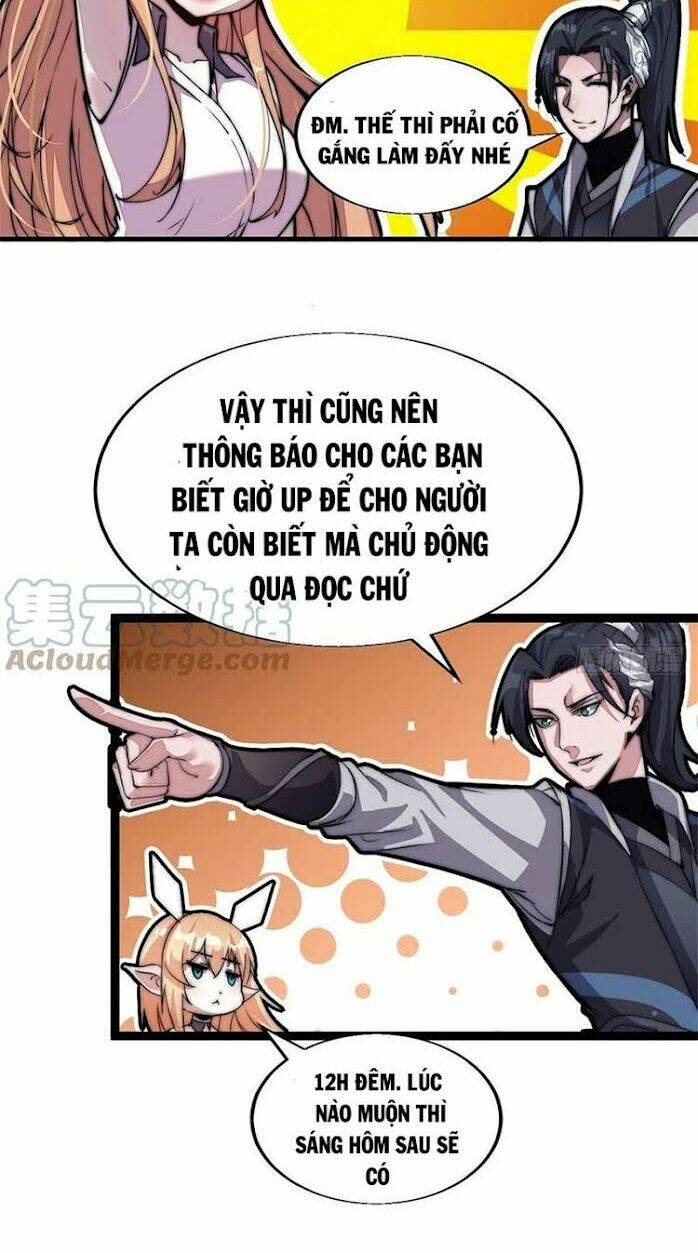 ĐM. THẾ THÌ PHẢI CỐ
GẮNG LÀM ĐẤY NHÉ
VẬY THÌ CŨNG NÊN
THÔNG BÁO CHO CÁC BẠN
BIẾT GIỜ UP ĐỂ CHO NGƯỜI
TA CÒN BIẾT MÀ CHỦ ĐỘNG
QUA ĐỌC CHỨ
集云数据
ACloudMerge.com
12H ĐÊM. LÚC
NÀO MUỘN THÌ
SÁNG HÔM SAU SẼ
CÓ